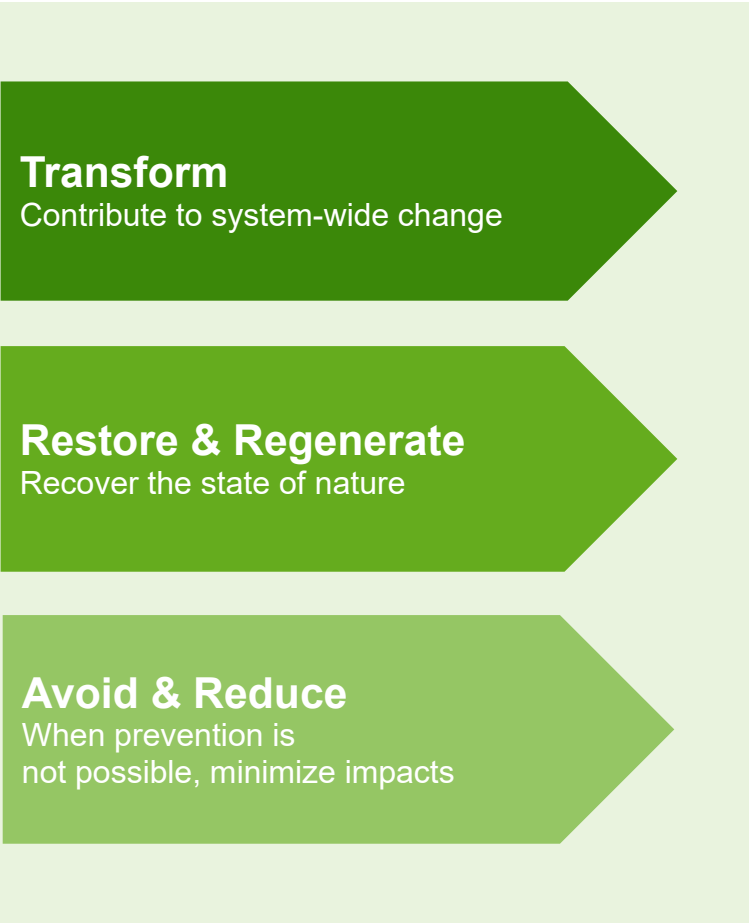 Transform
Contribute to system-wide change
Restore & Regenerate
Recover the state of nature
Avoid & Reduce
When prevention is
not possible, minimize impacts